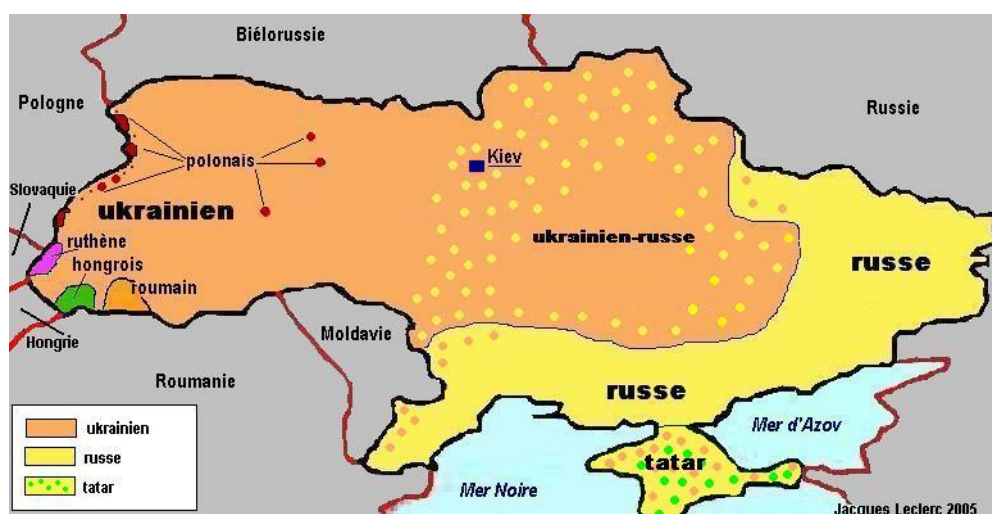 Biélorussie
Pologne
Russie
Kiev
polonais
Slovaquie
ukrainien
ukrainien-russe
ruthène
hongrois
russe
roumain
Moldavie
Hongrie
Roumanie
russe
Mer d'Azov
ukrainien
russe
tatar
tatar
Mer Noire
Jacques Leclerc 2005